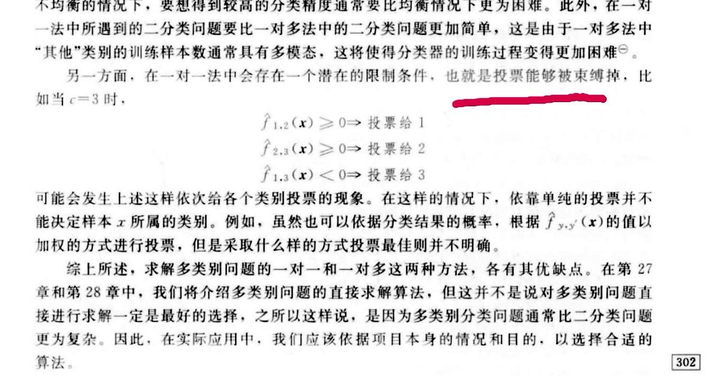 不均衡的情况下，要想得到较高的分类精度通常要比均衡情况下更为困难。此外，在一对
一法中所遇到的二分类问题要比一对多法中的二分类问题更加简单，这是由于一对多法中
“其他”类别的训练样本数通常具有多模态，这将使得分类器的训练过程变得更加困难㊀。
另一方面，在一对一法中会存在一个潜在的限制条件，也就是投票能够被束缚掉，比
如当 c=3 时，
f̂₁,₂(x)⩾0⇒投票给 1
f̂₂,₃(x)⩾0⇒投票给 2
f̂₁,₃(x)<0⇒投票给 3
可能会发生上述这样依次给各个类别投票的现象。在这样的情况下，依靠单纯的投票并不
能决定样本 x 所属的类别。例如，虽然也可以依据分类结果的概率，根据 f̂y,y′(x)的值以
加权的方式进行投票，但是采取什么样的方式投票最佳则并不明确。
综上所述，求解多类别问题的一对一和一对多这两种方法，各有其优缺点。在第 27
章和第 28 章中，我们将介绍多类别问题的直接求解算法，但这并不是说对多类别问题直
接进行求解一定是最好的选择，之所以这样说，是因为多类别分类问题通常比二分类问题
更为复杂。因此，在实际应用中，我们应该依据项目本身的情况和目的，以选择合适的
算法。
302